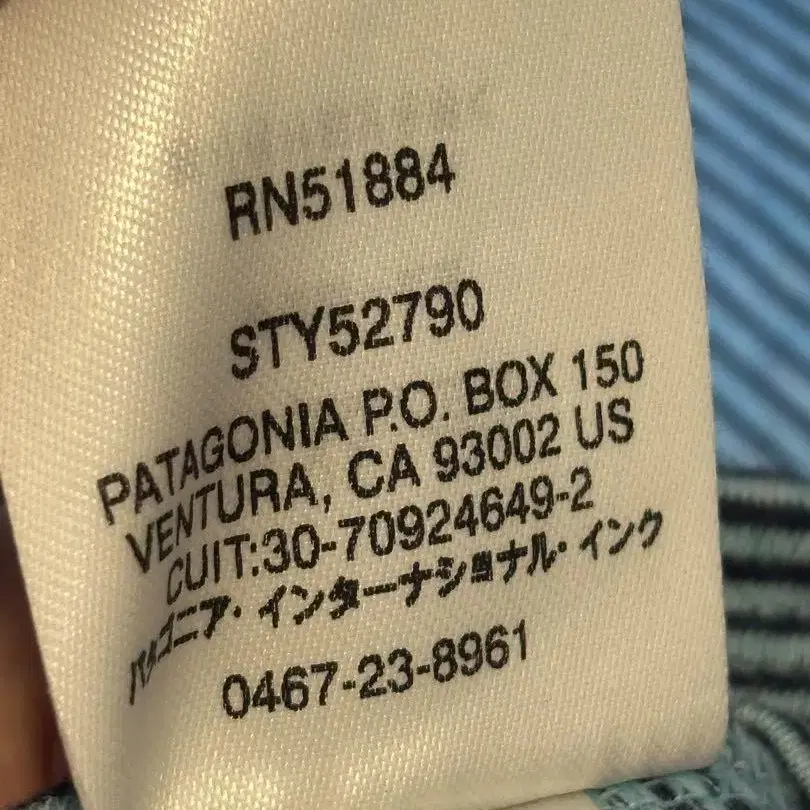 RN51884
STY52790
PATAGONIA P.O. BOX 150
VENTURA, CA 93002 US
CUIT:30-70924649-2
パタゴニア・インターナショナル・インク
0467-23-8961